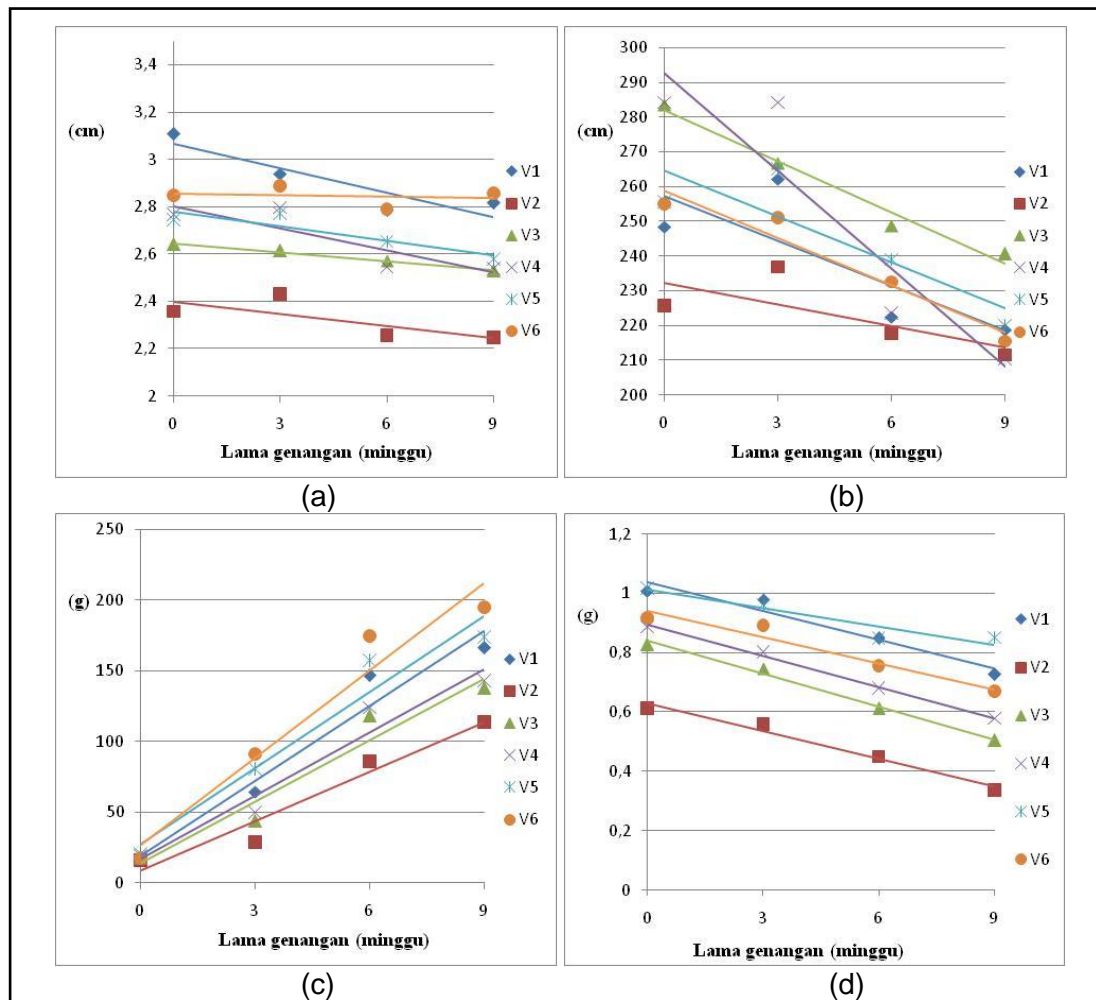 3,4
3,2
(cm)
3
2,8
2,6
2,4
2,2
2
0 3 6 9
Lama genangan (minggu)
V1
V2
V3
V4
V5
V6
(a)
300
290
280
(cm)
270
260
250
240
230
220
210
200
0 3 6 9
Lama genangan (minggu)
V1
V2
V3
V4
V5
V6
(b)
250
(g)
200
150
100
50
0
0 3 6 9
Lama genangan (minggu)
V1
V2
V3
V4
V5
V6
(c)
1,2
1
(g)
0,8
0,6
0,4
0,2
0
0 3 6 9
Lama genangan (minggu)
V1
V2
V3
V4
V5
V6
(d)